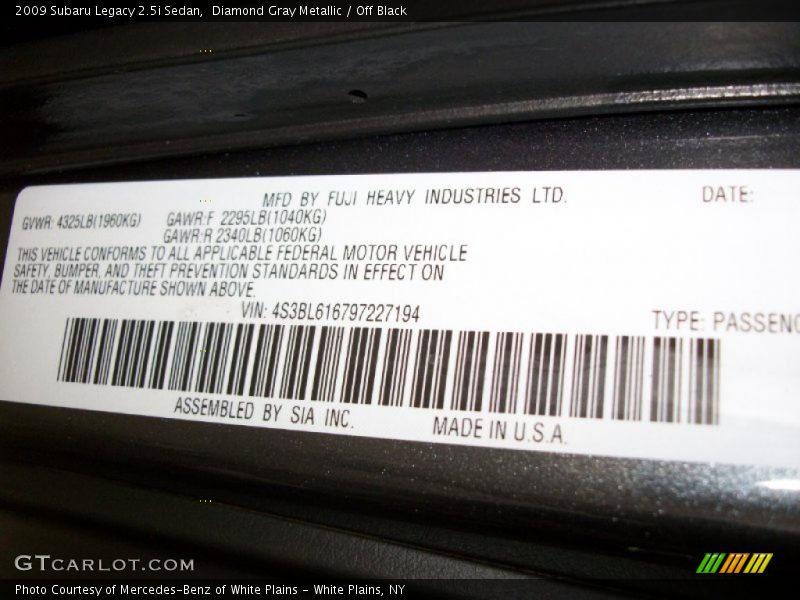 2009 Subaru Legacy 2.5i Sedan,  Diamond Gray Metallic / Off Black
MFD BY FUJI HEAVY INDUSTRIES LTD. DATE:
GVWR: 4325LB(1960KG) GAWR:F 2295LB(1040KG)
GAWR:R 2340LB(1060KG)
THIS VEHICLE CONFORMS TO ALL APPLICABLE FEDERAL MOTOR VEHICLE
SAFETY, BUMPER, AND THEFT PREVENTION STANDARDS IN EFFECT ON
THE DATE OF MANUFACTURE SHOWN ABOVE.
VIN: 4S3BL616797227194 TYPE: PASSENG
ASSEMBLED BY SIA INC. MADE IN U.S.A.
GTCARLOT.COM
Photo Courtesy of Mercedes-Benz of White Plains - White Plains, NY